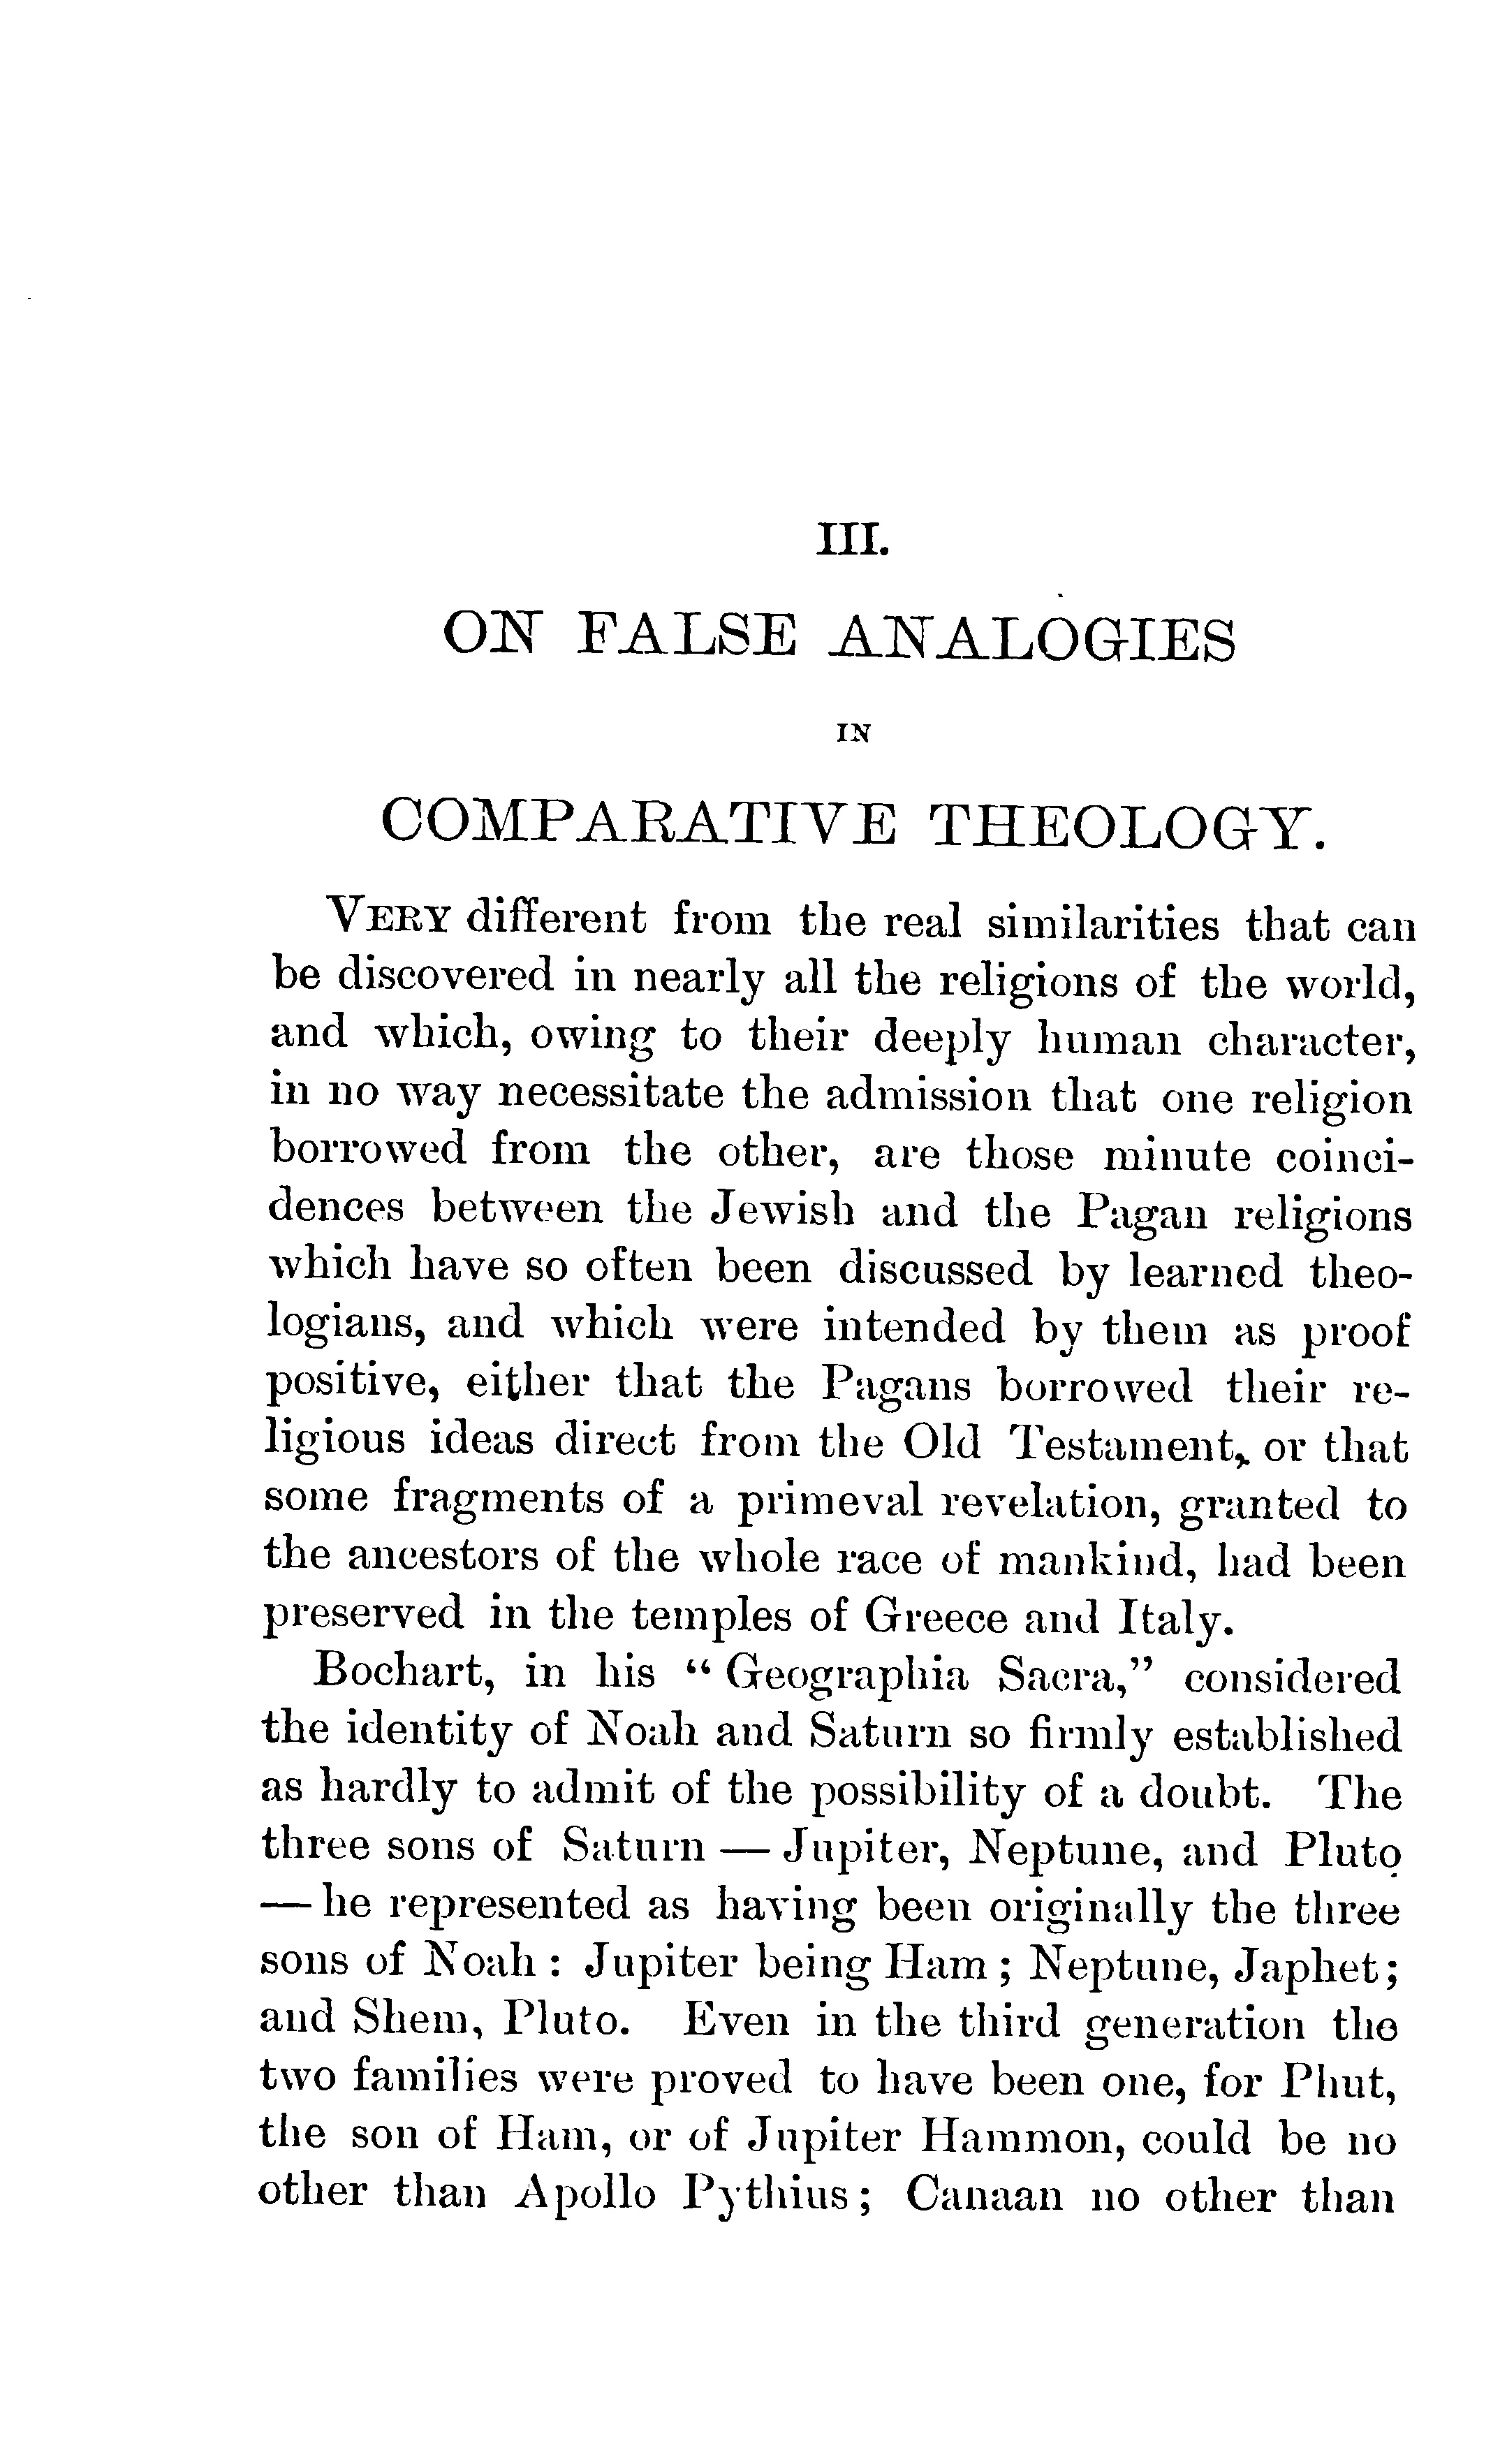 III.
ON FALSE ANALOGIES
IN
COMPARATIVE THEOLOGY.
VERY different from the real similarities that can
be discovered in nearly all the religions of the world,
and which, owing to their deeply human character,
in no way necessitate the admission that one religion
borrowed from the other, are those minute coinci-
dences between the Jewish and the Pagan religions
which have so often been discussed by learned theo-
logians, and which were intended by them as proof
positive, either that the Pagans borrowed their re-
ligious ideas direct from the Old Testament, or that
some fragments of a primeval revelation, granted to
the ancestors of the whole race of mankind, had been
preserved in the temples of Greece and Italy.
Bochart, in his “ Geographia Sacra,” considered
the identity of Noah and Saturn so firmly established
as hardly to admit of the possibility of a doubt. The
three sons of Saturn — Jupiter, Neptune, and Pluto
— he represented as having been originally the three
sons of Noah : Jupiter being Ham ; Neptune, Japhet ;
and Shem, Pluto. Even in the third generation the
two families were proved to have been one, for Phut,
the son of Ham, or of Jupiter Hammon, could be no
other than Apollo Pythius ; Canaan no other than